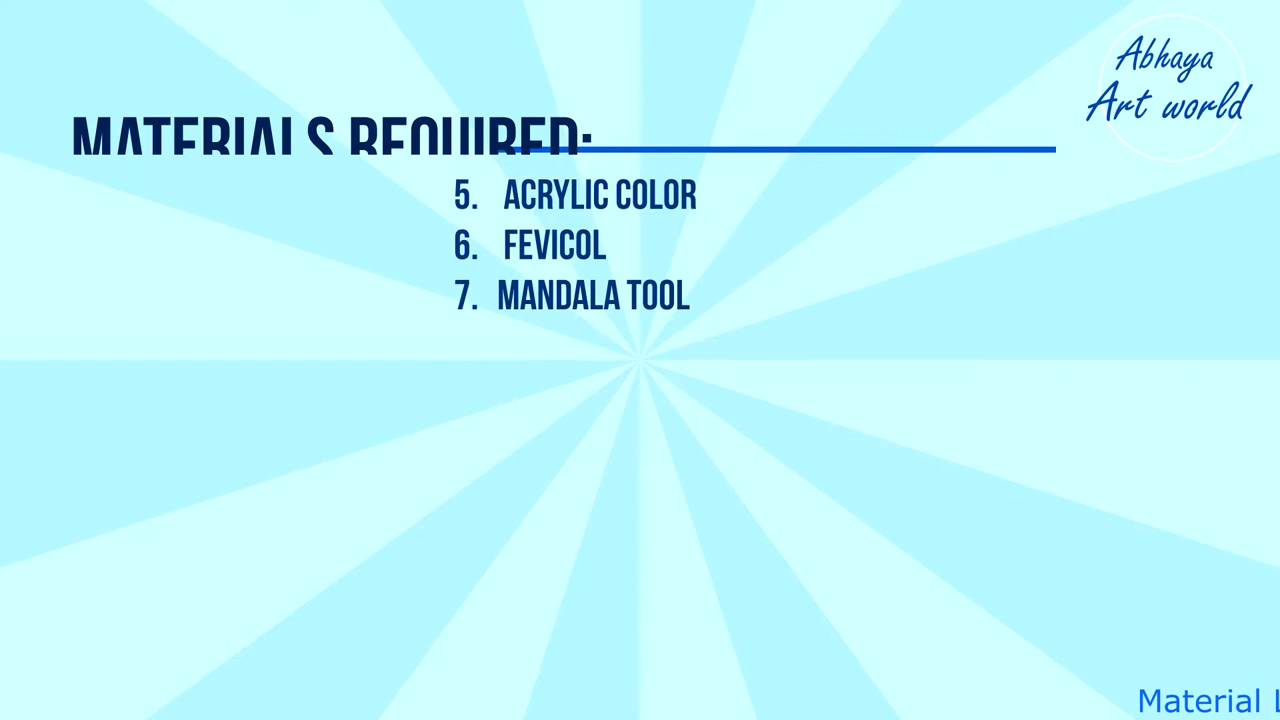 Abhaya
Art world
MATERIALS REQUIRED:
5. ACRYLIC COLOR
6. FEVICOL
7. MANDALA TOOL
Material